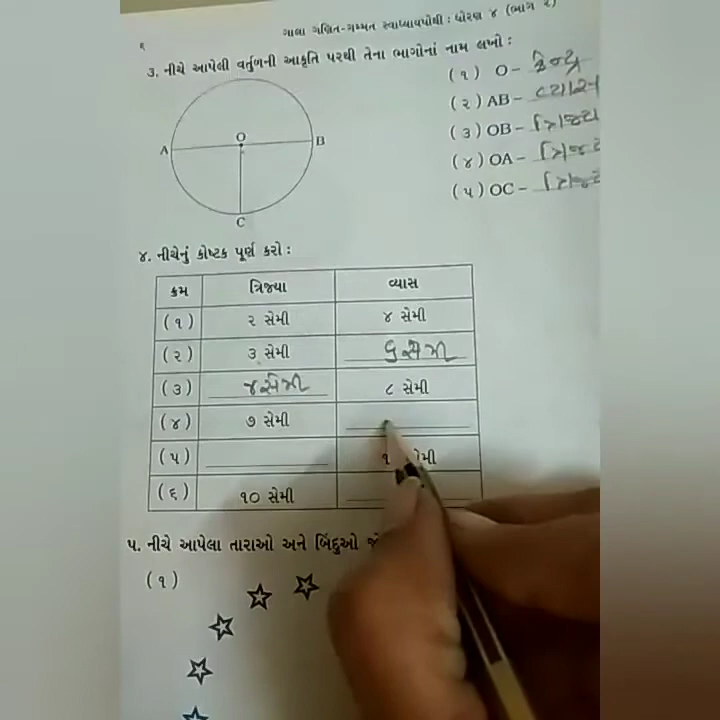 ગાલા ગણિત-ગમ્મત સ્વાધ્યાયપોથી : ધોરણ ૪ (ભાગ ૨)
૩. નીચે આપેલી વર્તુળની આકૃતિ પરથી તેના ભાગોનાં નામ લખો :
(૧) O - કેન્દ્ર
(૨) AB - વ્યાસ
(૩) OB - ત્રિજ્યા
(૪) OA - ત્રિજ્યા
(૫) OC - ત્રિજ્યા
O
A B
C
૪. નીચેનું કોષ્ટક પૂર્ણ કરો :
ક્રમ ત્રિજ્યા વ્યાસ
(૧) ૨ સેમી ૪ સેમી
(૨) ૩ સેમી ૬ સેમી
(૩) ૪ સેમી ૮ સેમી
(૪) ૭ સેમી
(૫)
(૬) ૧૦ સેમી
૫. નીચે આપેલા તારાઓ અને બિંદુઓ
(૧)